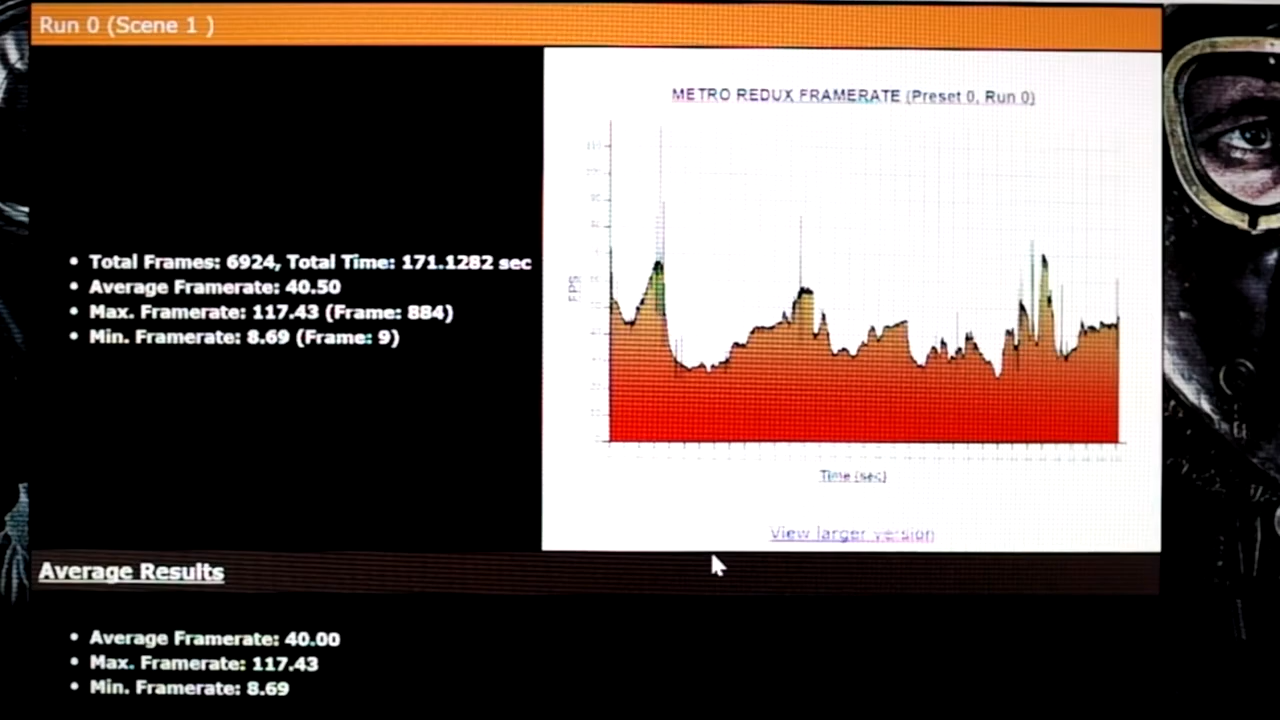 Run 0 (Scene 1 )
METRO REDUX FRAMERATE (Preset 0, Run 0)
• Total Frames: 6924, Total Time: 171.1282 sec
• Average Framerate: 40.50
• Max. Framerate: 117.43 (Frame: 884)
• Min. Framerate: 8.69 (Frame: 9)
FPS
Time (sec)
View larger version
Average Results
• Average Framerate: 40.00
• Max. Framerate: 117.43
• Min. Framerate: 8.69